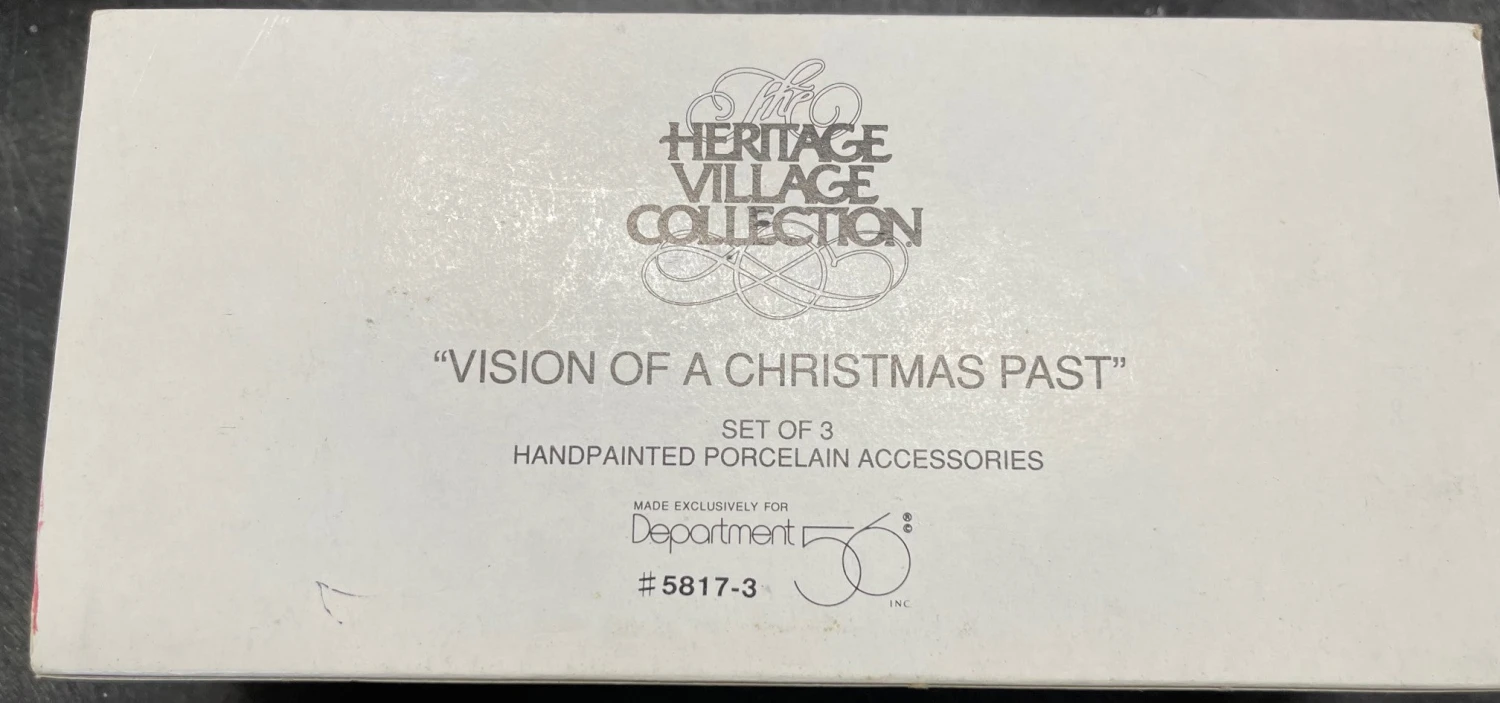 The
HERITAGE
VILLAGE
COLLECTION®
“VISION OF A CHRISTMAS PAST”
SET OF 3
HANDPAINTED PORCELAIN ACCESSORIES
MADE EXCLUSIVELY FOR
Department 56 ® ©
INC
#5817-3